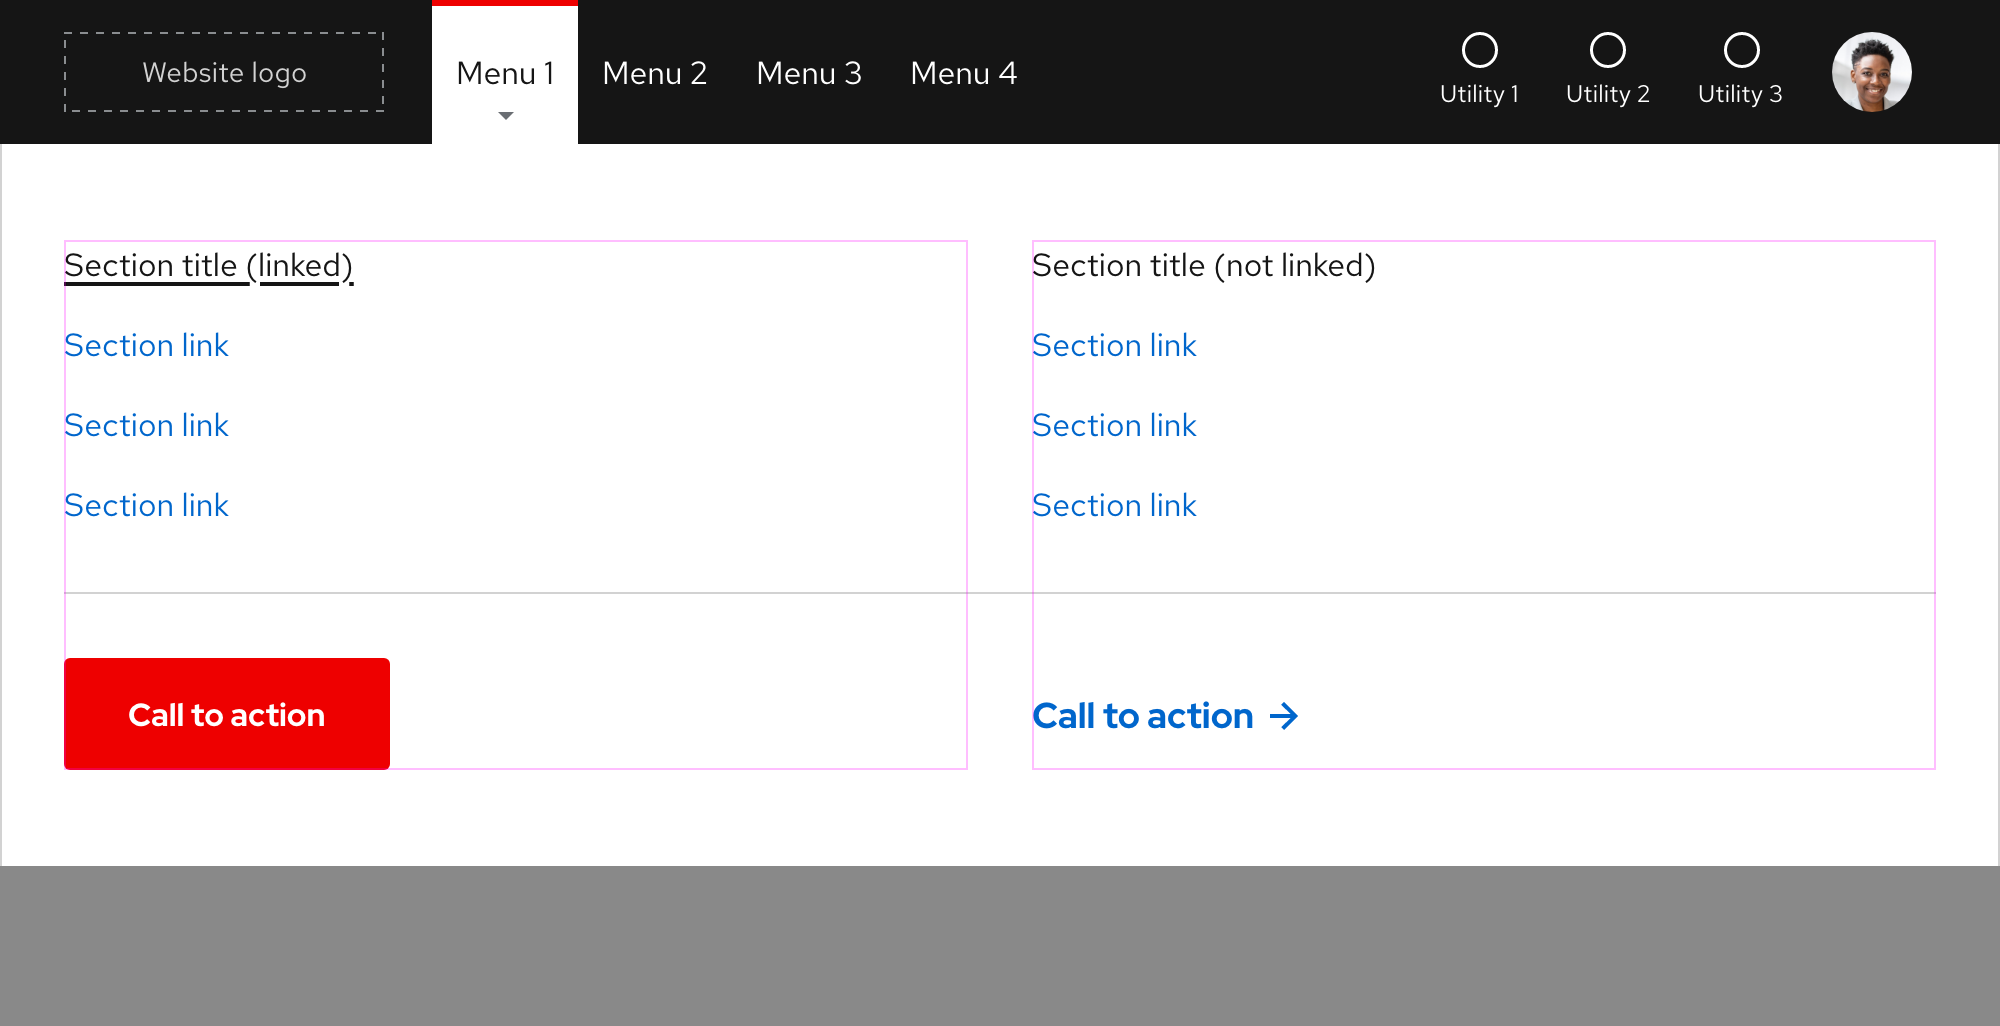 Website logo
Menu 1
Menu 2
Menu 3
Menu 4
Utility 1
Utility 2
Utility 3
Section title (linked)
Section link
Section link
Section link
Section title (not linked)
Section link
Section link
Section link
Call to action
Call to action